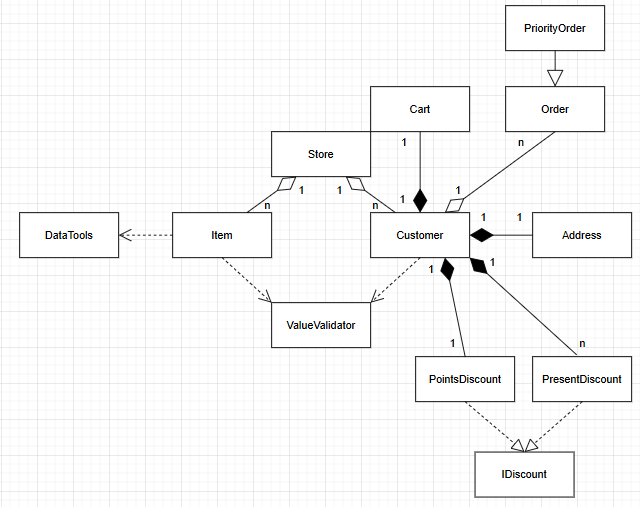 PriorityOrder
Cart
Order
1
n
Store
1
1
1
1
n
n
1
1
DataTools
Item
Customer
Address
1
1
ValueValidator
1
n
PointsDiscount
PresentDiscount
IDiscount